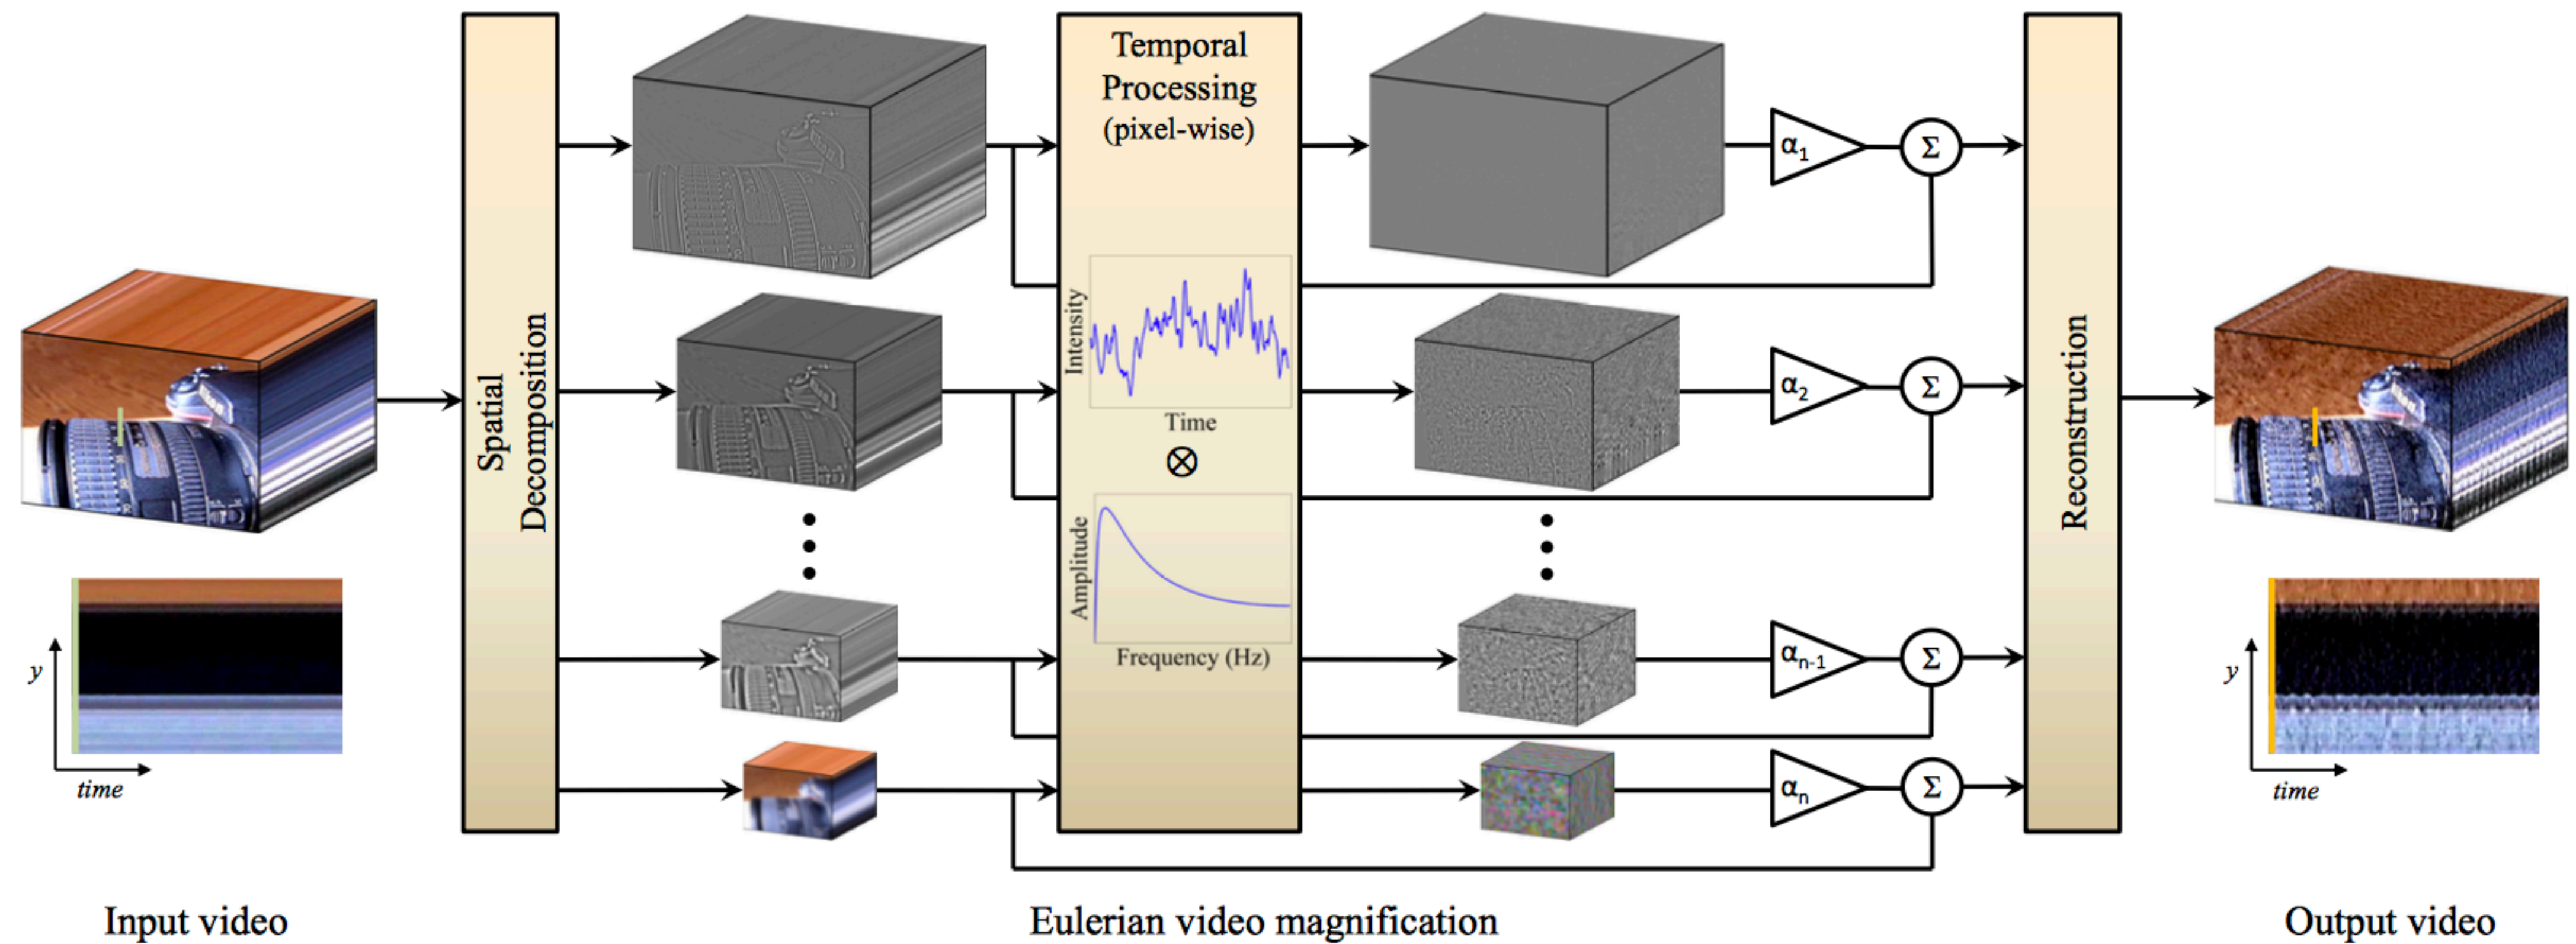 Spatial
Decomposition
Temporal
Processing
(pixel-wise)
Intensity
Time
⊗
Amplitude
Frequency (Hz)
α1
Σ
α2
Σ
αn-1
Σ
αn
Σ
Reconstruction
y
time
y
time
Input video
Eulerian video magnification
Output video